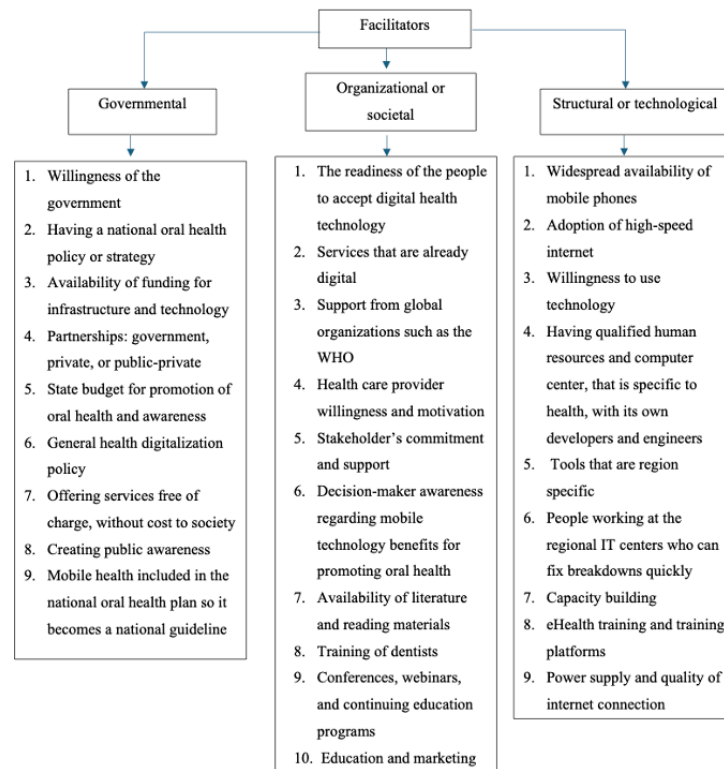 Facilitators
Governmental
Organizational or
societal
Structural or technological
1. Willingness of the
government
2. Having a national oral health
policy or strategy
3. Availability of funding for
infrastructure and technology
4. Partnerships: government,
private, or public-private
5. State budget for promotion of
oral health and awareness
6. General health digitalization
policy
7. Offering services free of
charge, without cost to society
8. Creating public awareness
9. Mobile health included in the
national oral health plan so it
becomes a national guideline
1. The readiness of the people
to accept digital health
technology
2. Services that are already
digital
3. Support from global
organizations such as the
WHO
4. Health care provider
willingness and motivation
5. Stakeholder’s commitment
and support
6. Decision-maker awareness
regarding mobile
technology benefits for
promoting oral health
7. Availability of literature
and reading materials
8. Training of dentists
9. Conferences, webinars,
and continuing education
programs
10. Education and marketing
1. Widespread availability of
mobile phones
2. Adoption of high-speed
internet
3. Willingness to use
technology
4. Having qualified human
resources and computer
center, that is specific to
health, with its own
developers and engineers
5. Tools that are region
specific
6. People working at the
regional IT centers who can
fix breakdowns quickly
7. Capacity building
8. eHealth training and training
platforms
9. Power supply and quality of
internet connection